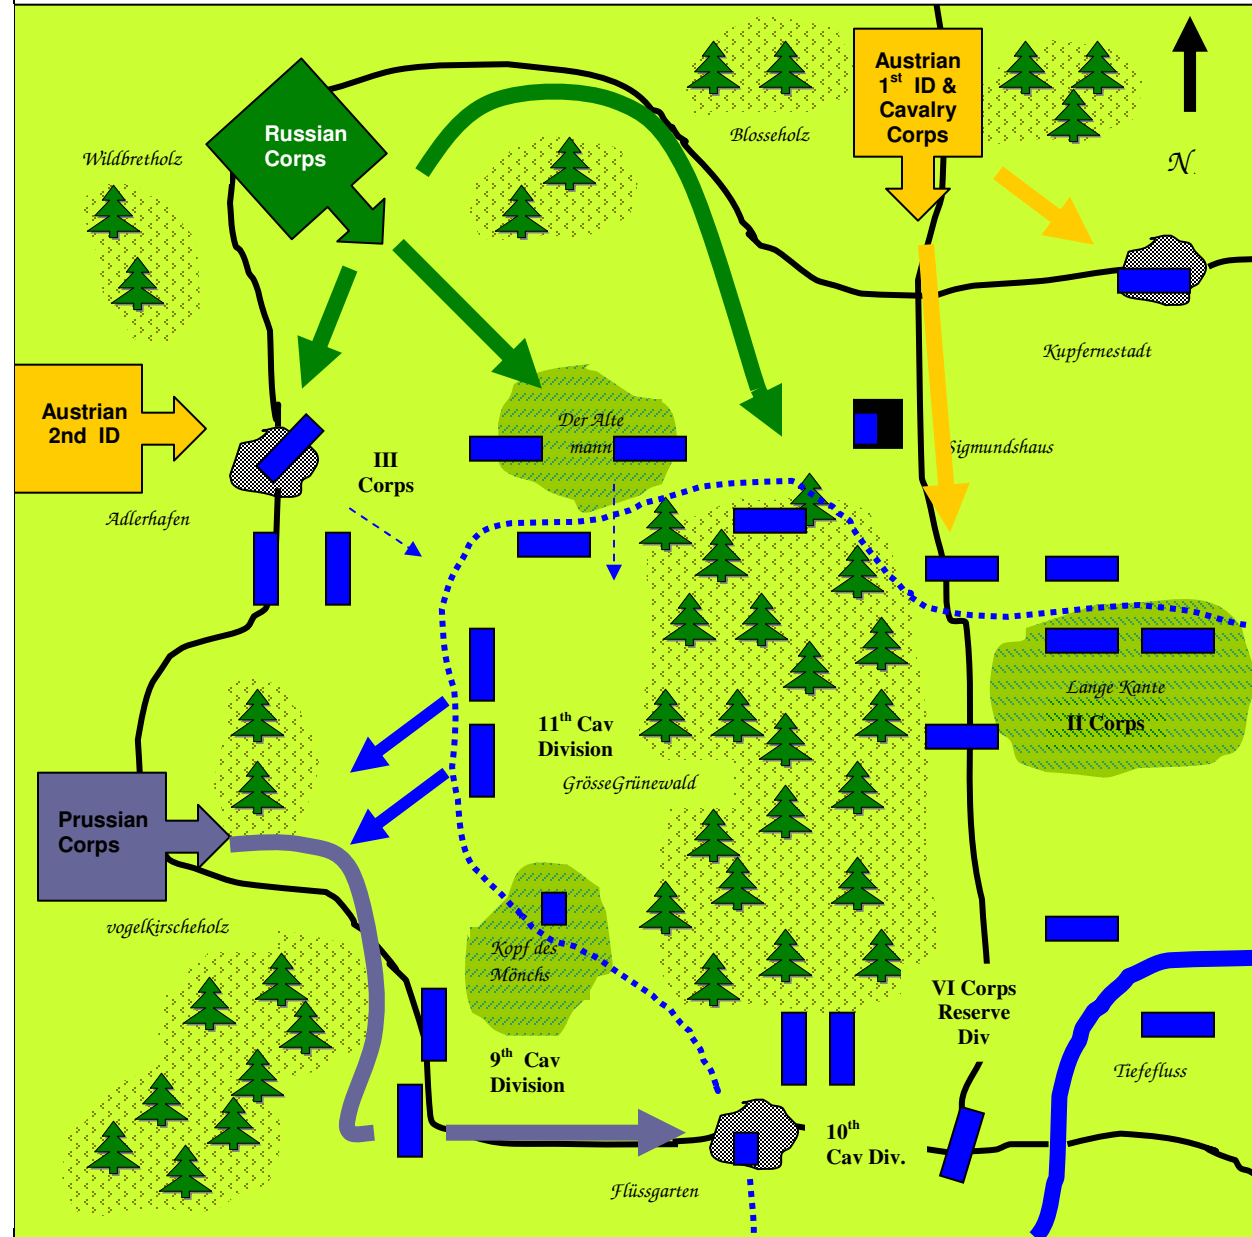 Austrian
1st ID &
Cavalry
Corps
Russian
Corps
Blosseholz
Wildbretholz
N
Kupfernestadt
Austrian
2nd ID
Der Alte
mann
III
Corps
Sigmundshaus
Adlerhafen
Lange Kante
II Corps
11th Cav
Division
GrösseGrünewald
Prussian
Corps
vogelkirscheholz
Kopf des
Mönchs
VI Corps
Reserve
Div
9th Cav
Division
Tiefefluss
10th
Cav Div.
Flüssgarten